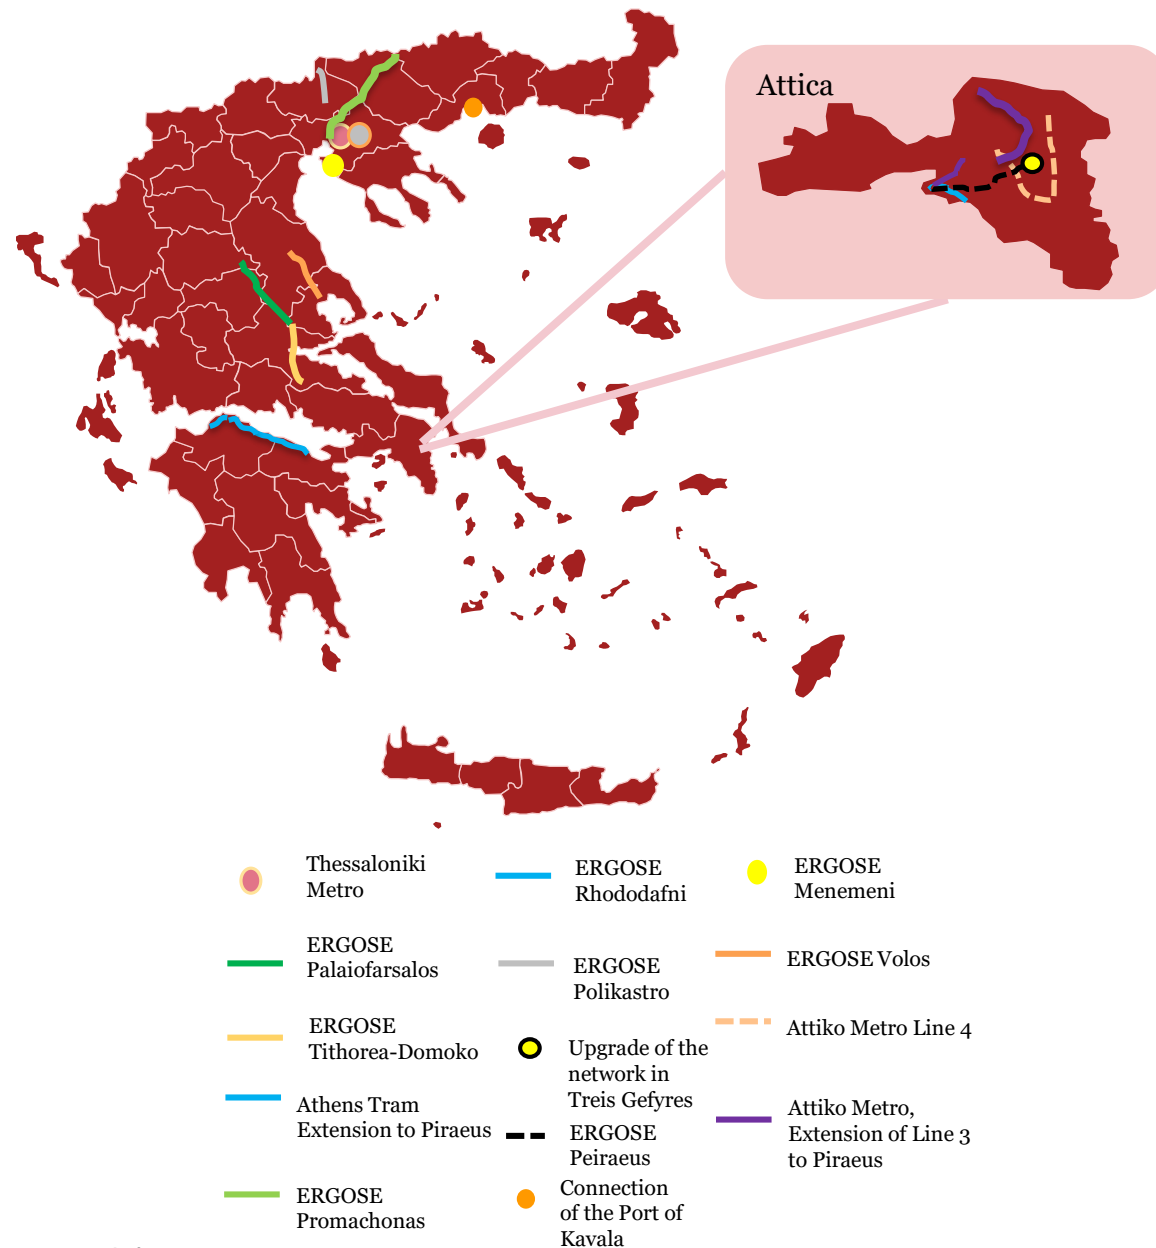 Attica
Thessaloniki
Metro
ERGOSE
Rhododafni
ERGOSE
Menemeni
ERGOSE
Palaiofarsalos
ERGOSE
Polikastro
ERGOSE Volos
ERGOSE
Tithorea-Domoko
Upgrade of the
network in
Treis Gefyres
Attiko Metro Line 4
Athens Tram
Extension to Piraeus
ERGOSE
Peiraeus
Attiko Metro,
Extension of Line 3
to Piraeus
ERGOSE
Promachonas
Connection
of the Port of
Kavala